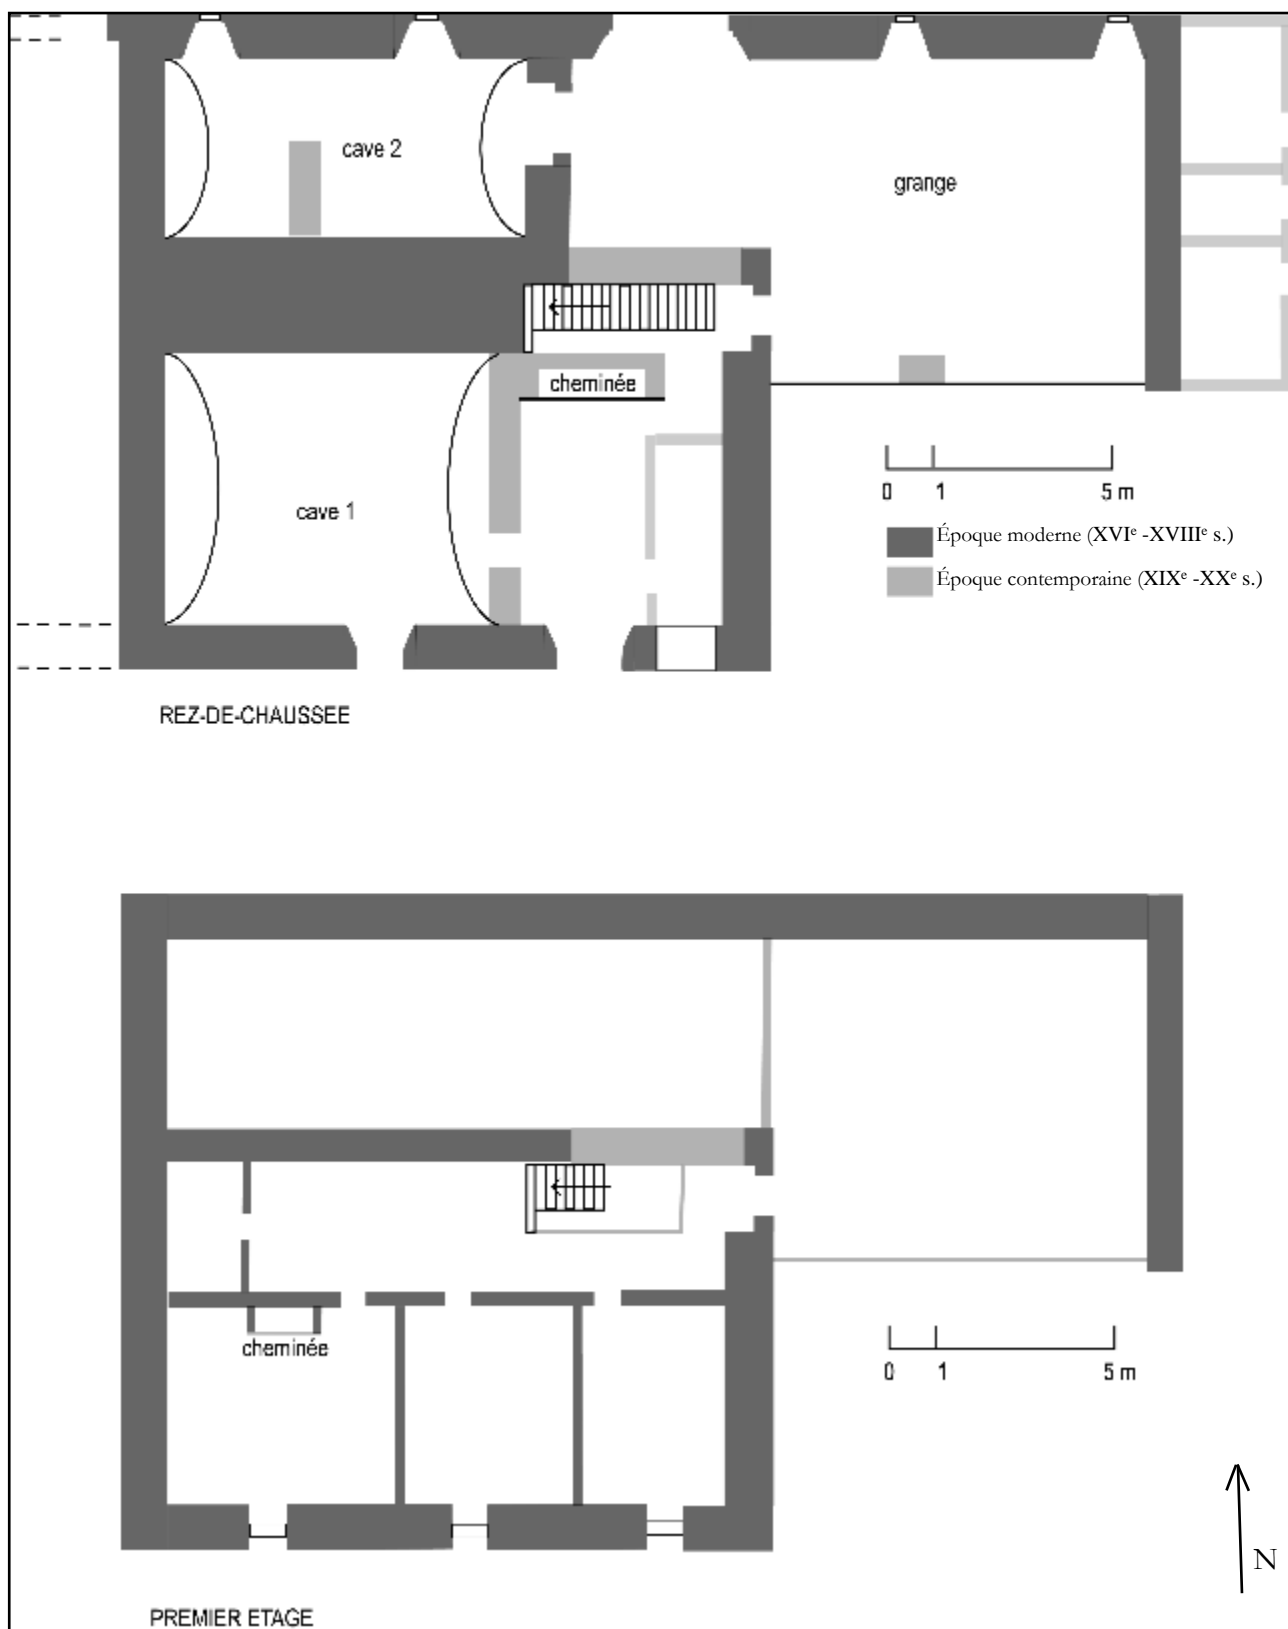 cave 2
grange
cheminée
cave 1
0 1 5 m
Époque moderne (XVIᵉ -XVIIIᵉ s.)
Époque contemporaine (XIXᵉ -XXᵉ s.)
REZ-DE-CHAUSSEE
cheminée
0 1 5 m
N
PREMIER ETAGE